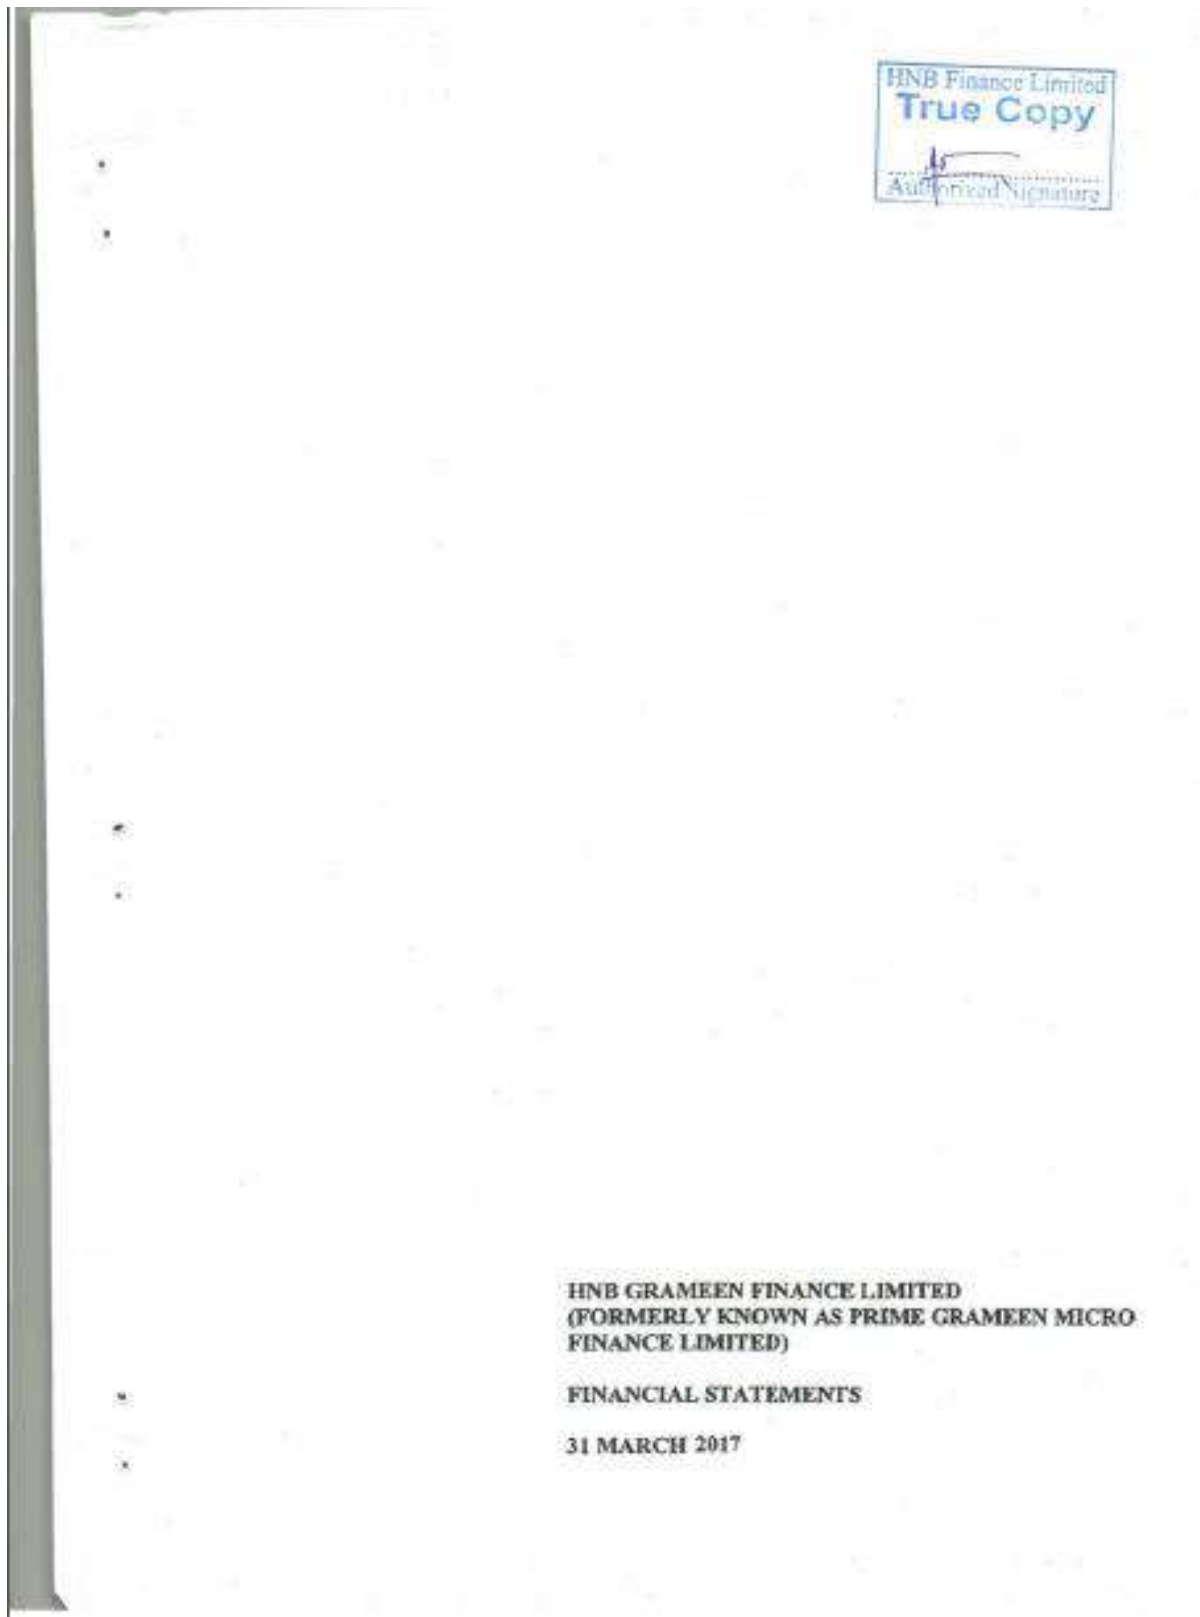 HNB Finance Limited
True Copy
Authorized Signature
HNB GRAMEEN FINANCE LIMITED
(FORMERLY KNOWN AS PRIME GRAMEEN MICRO
FINANCE LIMITED)
FINANCIAL STATEMENTS
31 MARCH 2017